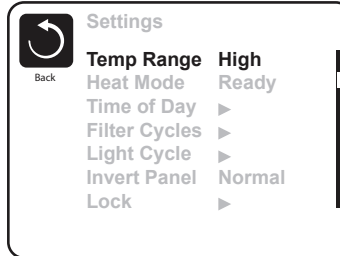 Settings
Back
Temp Range High
Heat Mode Ready
Time of Day ▶
Filter Cycles ▶
Light Cycle ▶
Invert Panel Normal
Lock ▶